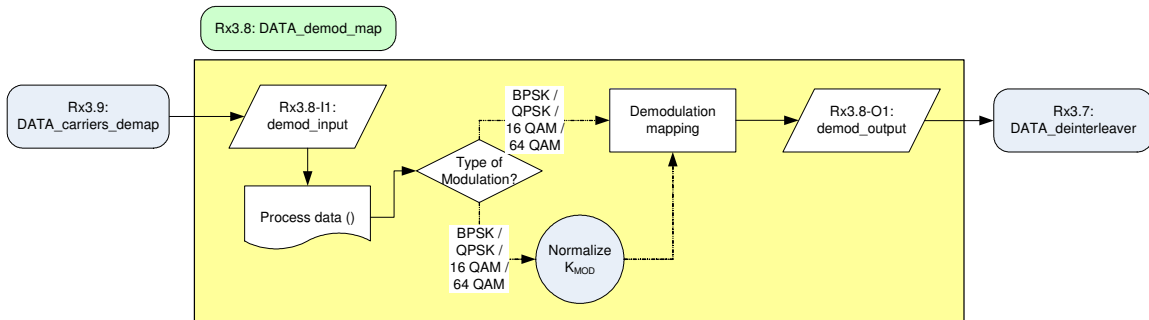 Rx3.8: DATA_demod_map
Rx3.9:
DATA_carriers_demap
Rx3.8-I1:
demod_input
BPSK /
QPSK /
16 QAM /
64 QAM
Demodulation
mapping
Rx3.8-O1:
demod_output
Rx3.7:
DATA_deinterleaver
Type of
Modulation?
Process data ()
BPSK /
QPSK /
16 QAM /
64 QAM
Normalize
KMOD